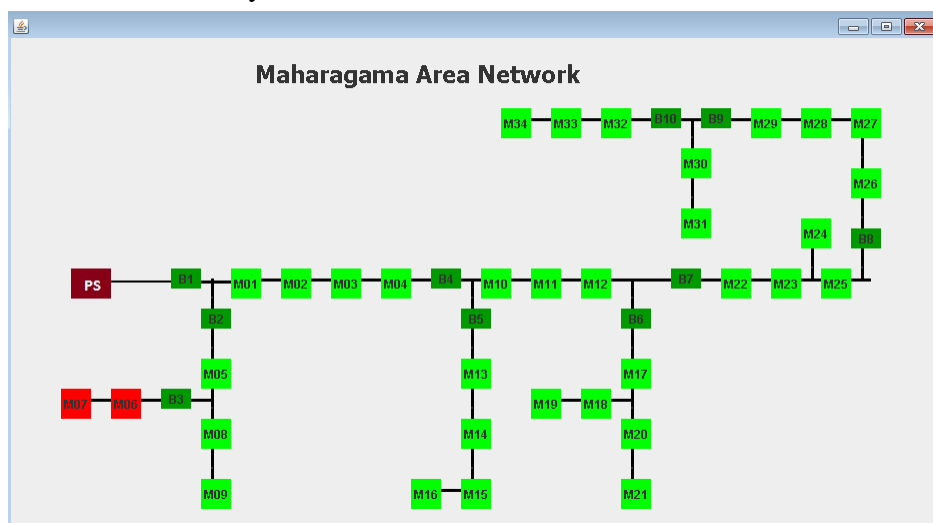 Maharagama Area Network
M34 M33 M32 B10 B9 M29 M28 M27
M30
M26
M31
M24
B8
PS B1 M01 M02 M03 M04 B4 M10 M11 M12 B7 M22 M23 M25
B2 B5 B6
M05 M13 M17
M07 M06 B3 M19 M18
M08 M14 M20
M09 M16 M15 M21